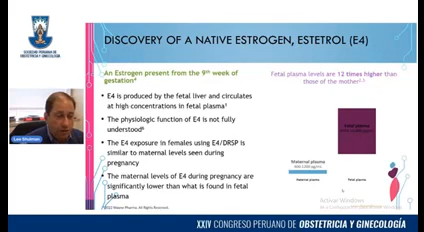 SOCIEDAD PERUANA DE
OBSTETRICIA Y GINECOLOGÍA
DISCOVERY OF A NATIVE ESTROGEN, ESTETROL (E4)
An Estrogen present from the 9th week of
gestation
Fetal plasma levels are 12 times higher than
those of the mother
• E4 is produced by the fetal liver and circulates
at high concentrations in fetal plasma
• The physiologic function of E4 is not fully
understood
• The E4 exposure in females using E4/DRSP is
similar to maternal levels seen during
pregnancy
• The maternal levels of E4 during pregnancy are
significantly lower than what is found in fetal
plasma
Fetal plasma
Maternal plasma
Maternal plasma
Fetal plasma
Lee Shulman
Activar Windows
All Rights Reserved.
XXIV CONGRESO PERUANO DE OBSTETRICIA Y GINECOLOGÍA